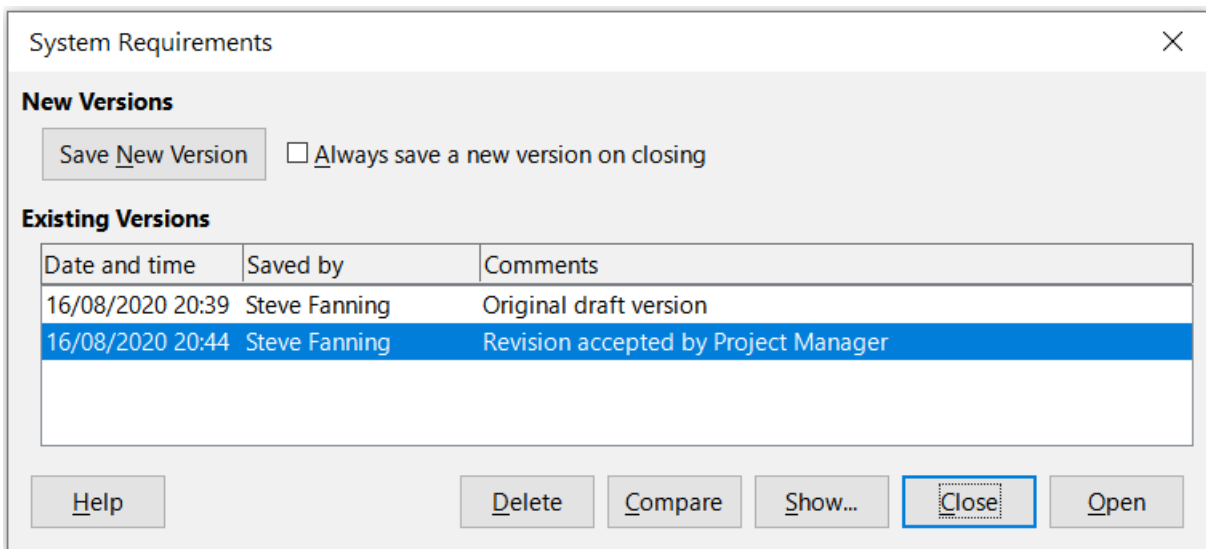 System Requirements
New Versions
Save New Version Always save a new version on closing
Existing Versions
Date and time Saved by Comments
16/08/2020 20:39 Steve Fanning Original draft version
16/08/2020 20:44 Steve Fanning Revision accepted by Project Manager
Help Delete Compare Show... Close Open